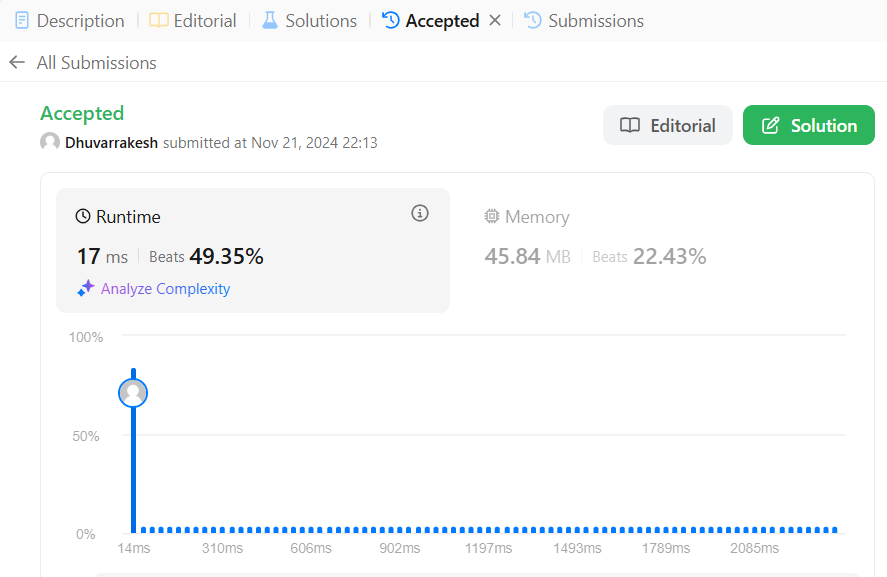 Description Editorial Solutions Accepted Submissions
All Submissions
Accepted
Dhuvarrakesh submitted at Nov 21, 2024 22:13
Editorial
Solution
Runtime
17 ms Beats 49.35%
Analyze Complexity
Memory
45.84 MB Beats 22.43%
100%
50%
0%
14ms 310ms 606ms 902ms 1197ms 1493ms 1789ms 2085ms